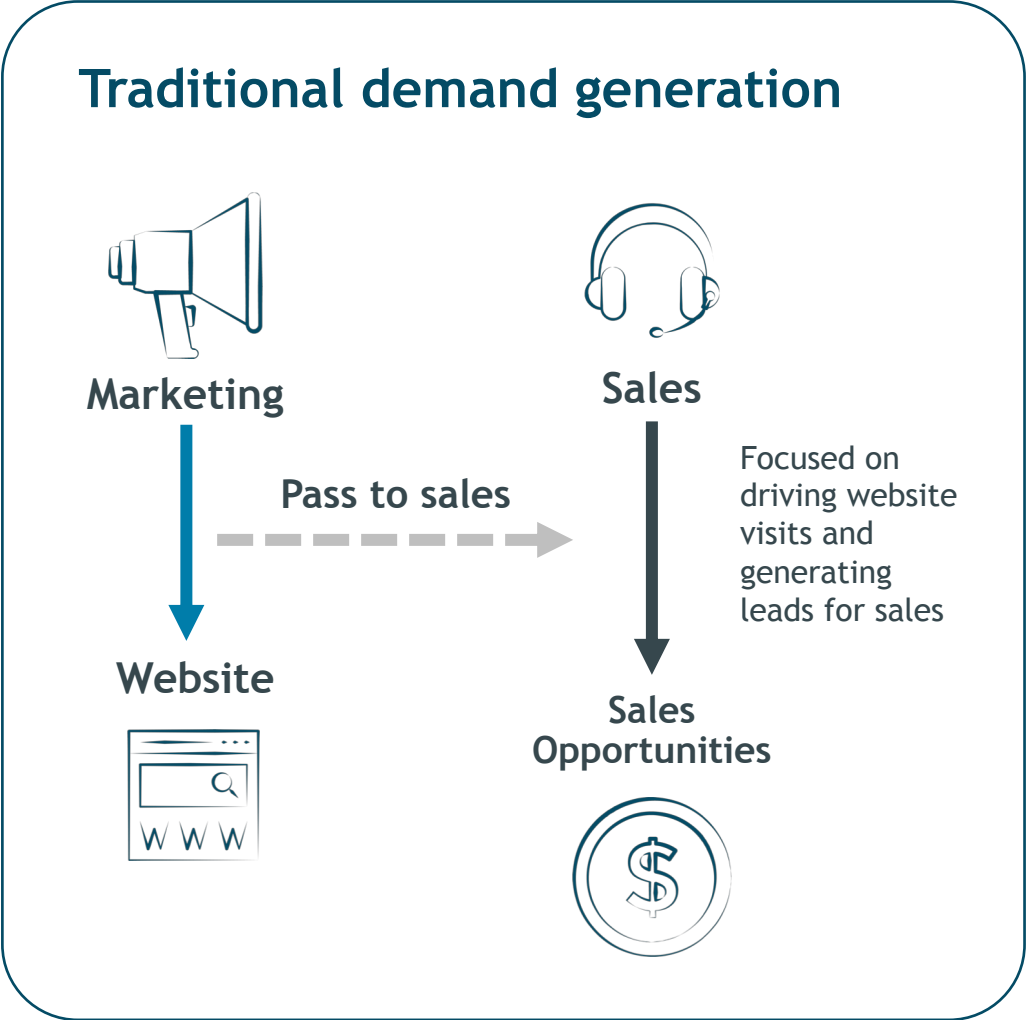 Traditional demand generation
Marketing
Sales
Pass to sales
Focused on
driving website
visits and
generating
leads for sales
Website
Sales
Opportunities
W W W
$